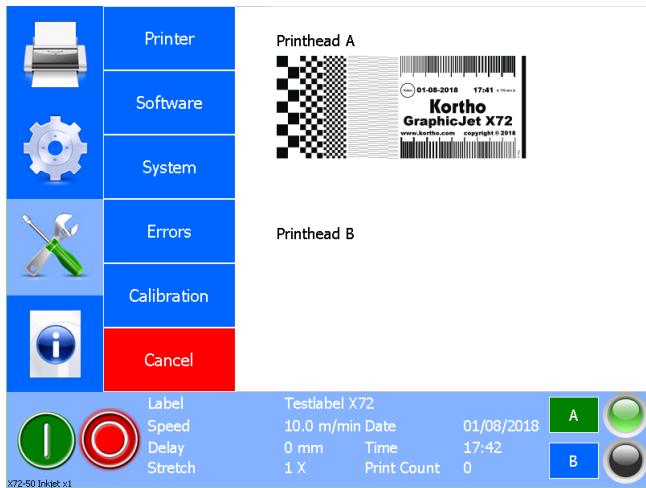 Printer
Software
System
Errors
Calibration
Cancel
Printhead A
01-08-2018 17:41
Kortho
GraphicJet X72
www.kortho.com copyright © 2018
Printhead B
Label Testlabel X72
Speed 10.0 m/min Date 01/08/2018
Delay 0 mm Time 17:42
Stretch 1 X Print Count 0
A
B
X72-50 Inkjet x1